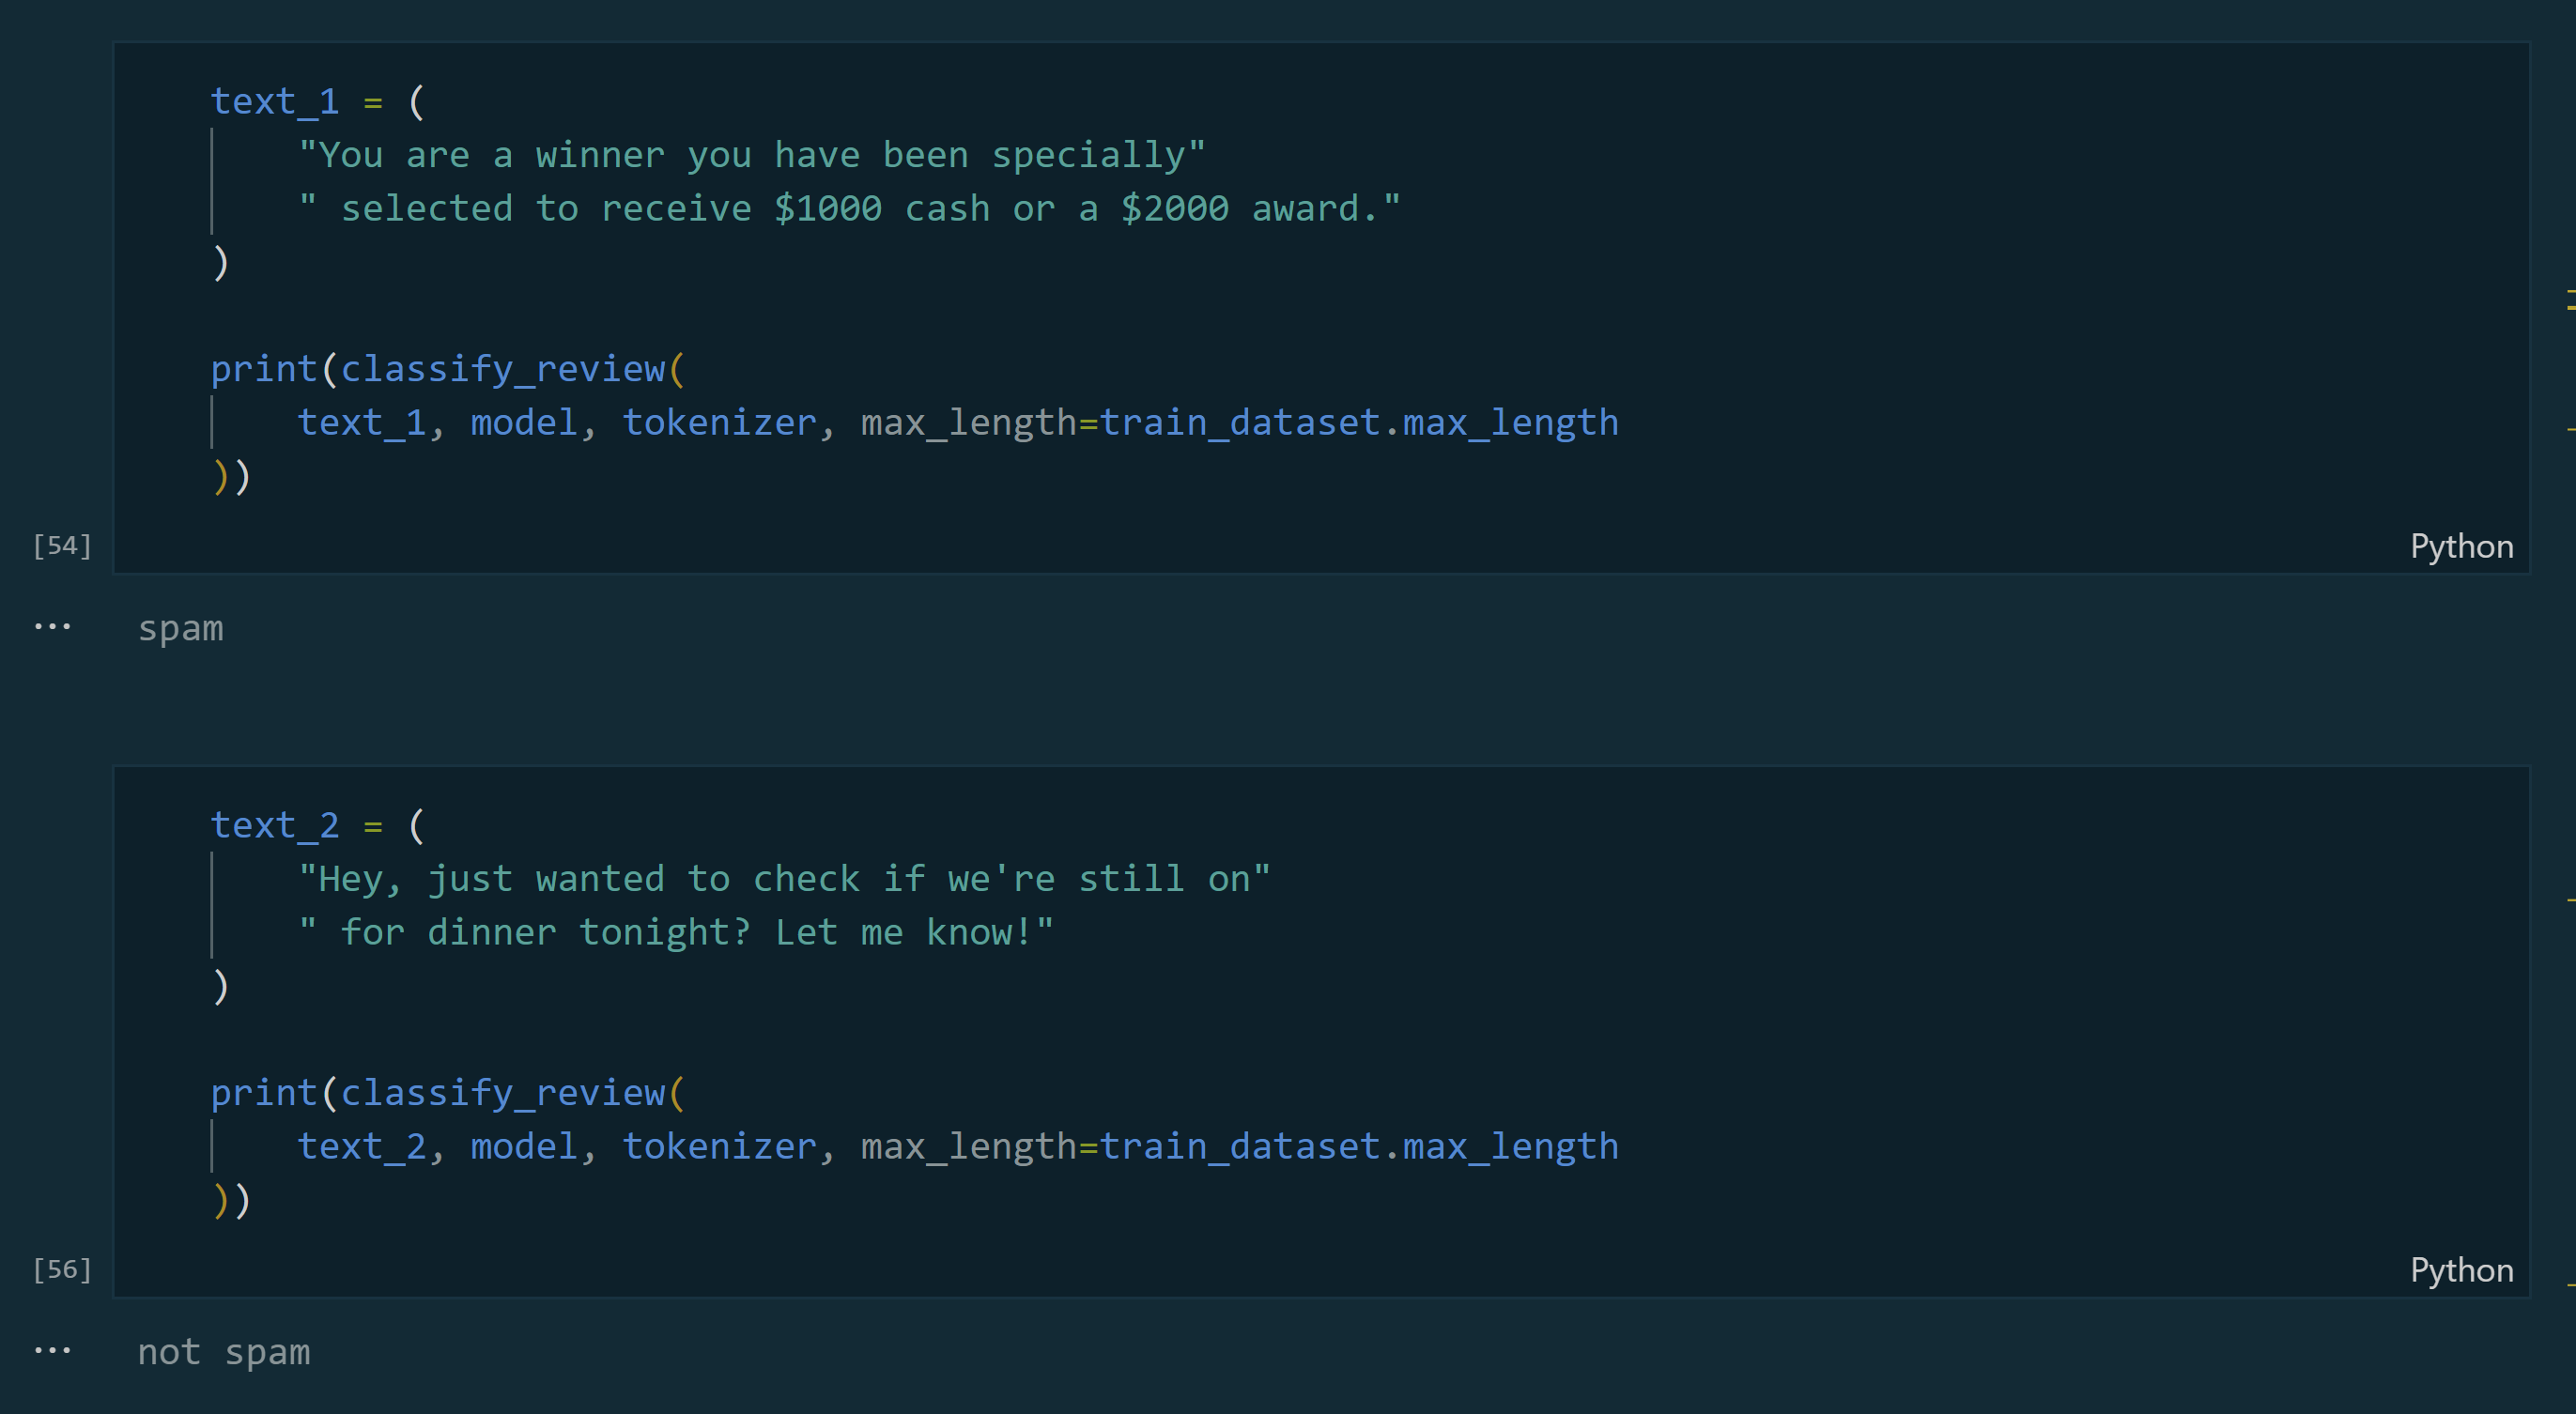 text_1 = (
    "You are a winner you have been specially"
    " selected to receive $1000 cash or a $2000 award."
)
print(classify_review(
    text_1, model, tokenizer, max_length=train_dataset.max_length
))
[54]
Python
... spam
text_2 = (
    "Hey, just wanted to check if we're still on"
    " for dinner tonight? Let me know!"
)
print(classify_review(
    text_2, model, tokenizer, max_length=train_dataset.max_length
))
[56]
Python
... not spam